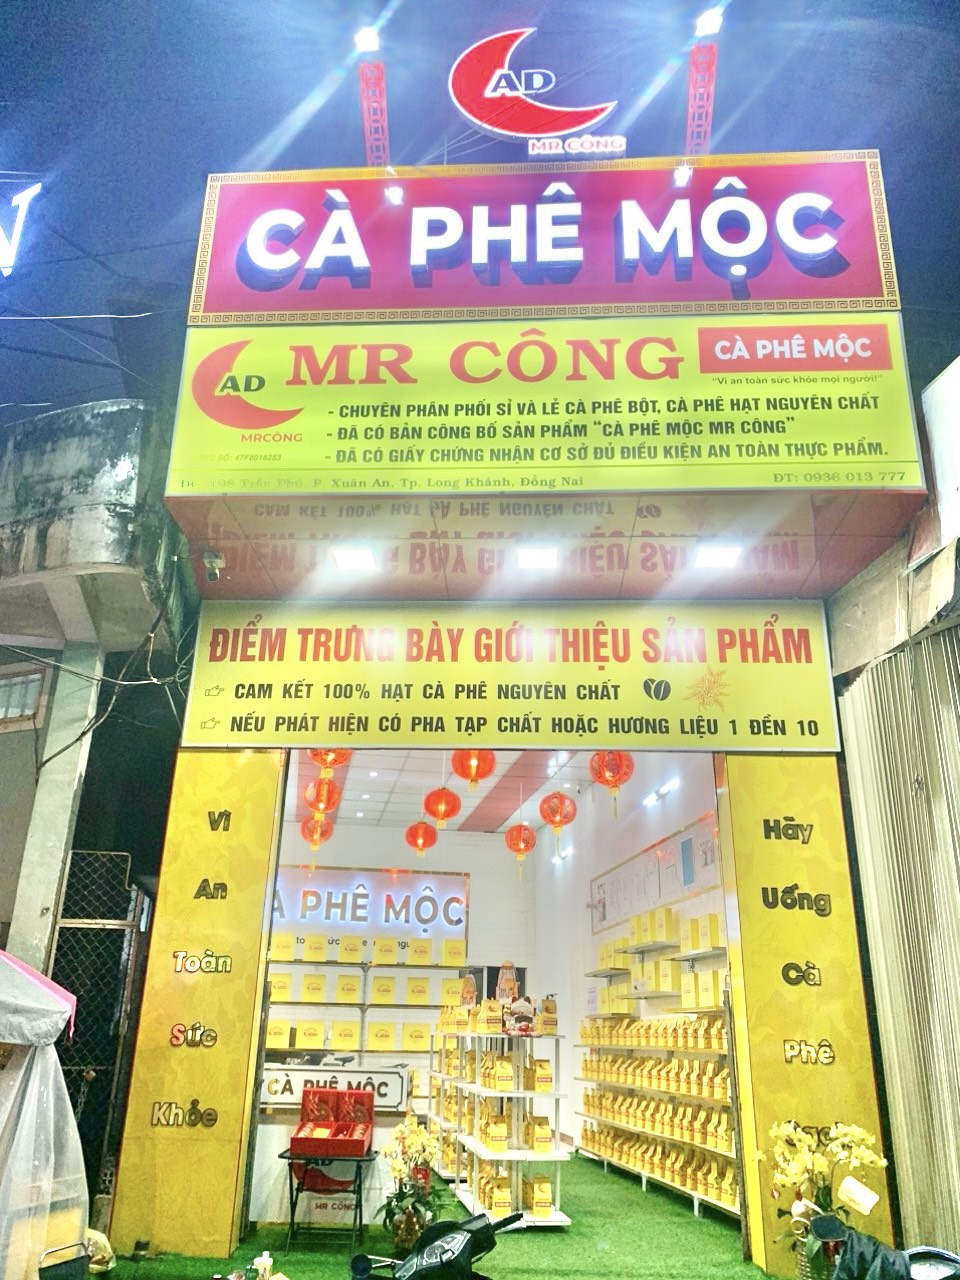 AD
MR CÔNG
CÀ PHÊ MỘC
AD
MRCÔNG
MR CÔNG
CÀ PHÊ MỘC
"Vì an toàn sức khỏe mọi người!"
- CHUYÊN PHÂN PHỐI SỈ VÀ LẺ CÀ PHÊ BỘT, CÀ PHÊ HẠT NGUYÊN CHẤT
- ĐÃ CÓ BẢN CÔNG BỐ SẢN PHẨM "CÀ PHÊ MỘC MR CÔNG"
- ĐÃ CÓ GIẤY CHỨNG NHẬN CƠ SỞ ĐỦ ĐIỀU KIỆN AN TOÀN THỰC PHẨM.
SỐ: 47F8018253
198 Trần Phú P. Xuân An, Tp. Long Khánh, Đồng Nai
ĐT: 0936 013 777
ĐIỂM TRƯNG BÀY GIỚI THIỆU SẢN PHẨM
CAM KẾT 100% HẠT CÀ PHÊ NGUYÊN CHẤT
NẾU PHÁT HIỆN CÓ PHA TẠP CHẤT HOẶC HƯƠNG LIỆU 1 ĐỀN 10
Vì
An
Toàn
Sức
Khỏe
Hãy
Uống
Cà
Phê
PHÊ MỘC
CÀ PHÊ MỘC
AD
MR CÔNG